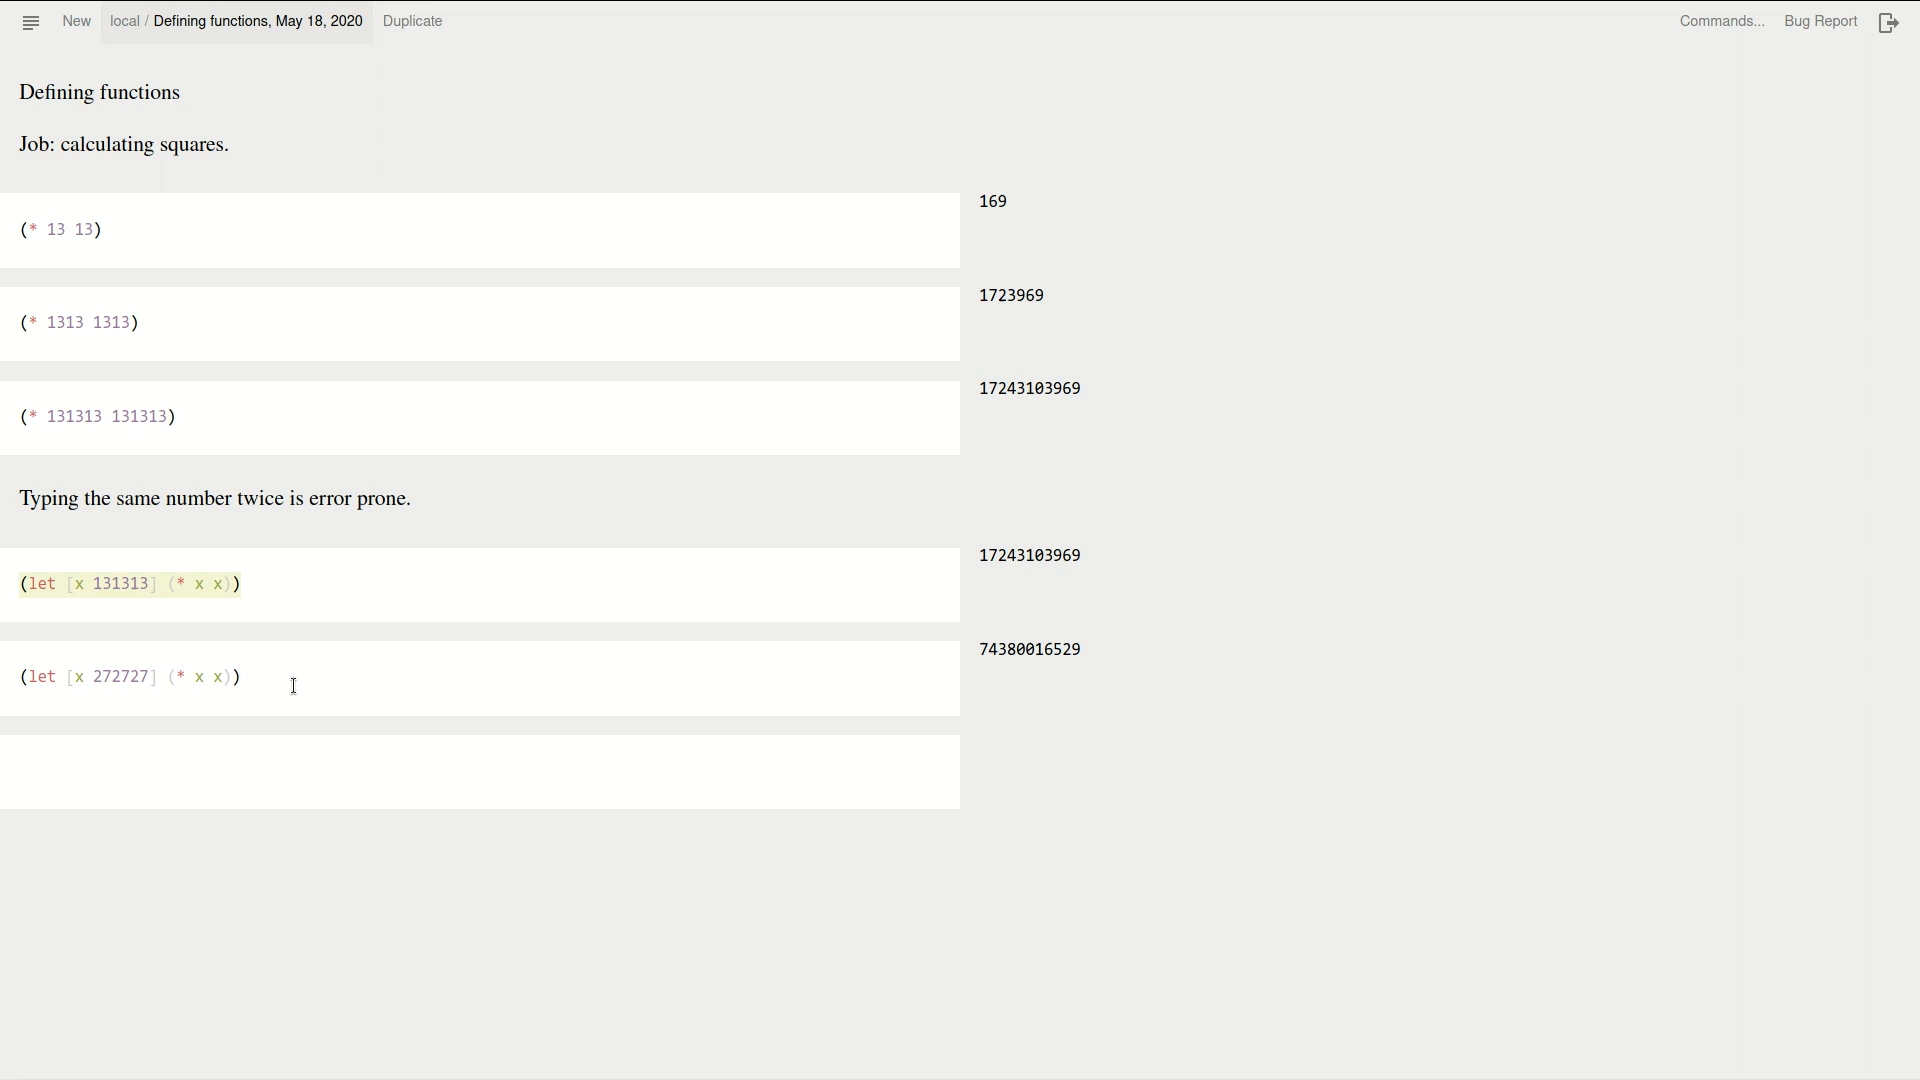 New local / Defining functions, May 18, 2020 Duplicate Commands... Bug Report
Defining functions
Job: calculating squares.
(* 13 13) 169
(* 1313 1313) 1723969
(* 131313 131313) 17243103969
Typing the same number twice is error prone.
(let [x 131313] (* x x)) 17243103969
(let [x 272727] (* x x)) 74380016529